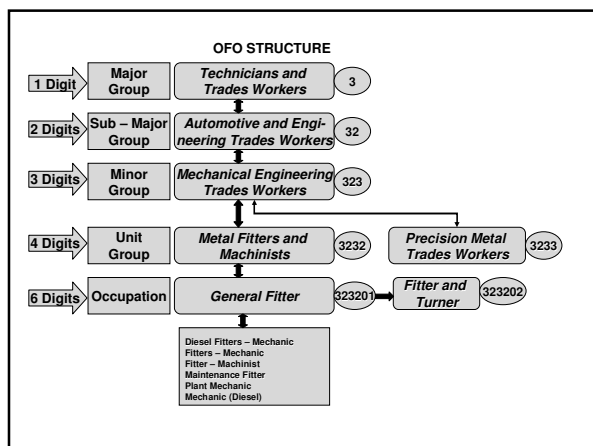 OFO STRUCTURE
1 Digit
Major
Group
Technicians and
Trades Workers
3
2 Digits
Sub – Major
Group
Automotive and Engi-
neering Trades Workers
32
3 Digits
Minor
Group
Mechanical Engineering
Trades Workers
323
4 Digits
Unit
Group
Metal Fitters and
Machinists
3232
Precision Metal
Trades Workers
3233
6 Digits
Occupation
General Fitter
323201
Fitter and
Turner
323202
Diesel Fitters – Mechanic
Fitters – Mechanic
Fitter – Machinist
Maintenance Fitter
Plant Mechanic
Mechanic (Diesel)